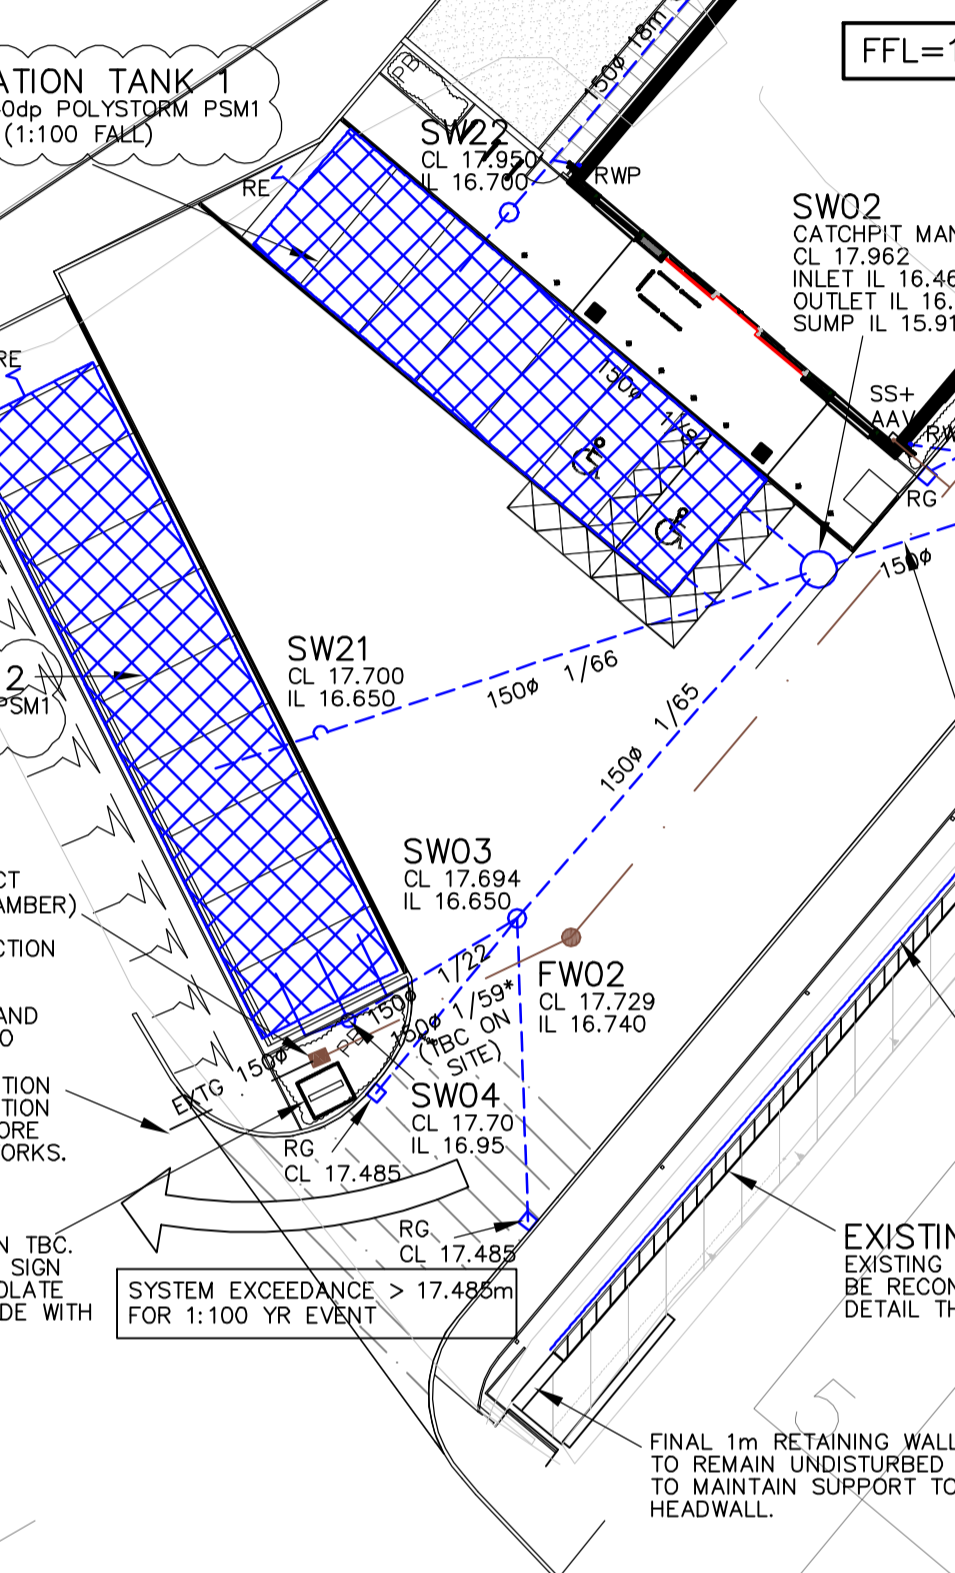 ATION TANK 1
0dp POLYSTORM PSM1
(1:100 FALL)
PB
150ø 18m
FFL=1
SW22
CL 17.950
IL 16.700
RWP
RE
SW02
CATCHPIT MAN
CL 17.962
INLET IL 16.46
OUTLET IL 16.
SUMP IL 15.91
RE
150ø
SS+
AAV
RW
RG
150ø
2
PSM1
SW21
CL 17.700
IL 16.650
150ø 1/66
150ø 1/65
SW03
CL 17.694
IL 16.650
CT
AMBER)
CTION
AND
O
TION
TION
ORE
ORKS.
1/22
150ø
150ø 1/59*
(TBC ON
SITE)
FW02
CL 17.729
IL 16.740
EXTG 150ø
SW04
CL 17.70
IL 16.95
RG
CL 17.485
RG
CL 17.485
N TBC.
SIGN
OLATE
DE WITH
SYSTEM EXCEEDANCE > 17.485m
FOR 1:100 YR EVENT
EXISTIN
EXISTING
BE RECON
DETAIL TH
5
FINAL 1m RETAINING WALL
TO REMAIN UNDISTURBED
TO MAINTAIN SUPPORT TO
HEADWALL.